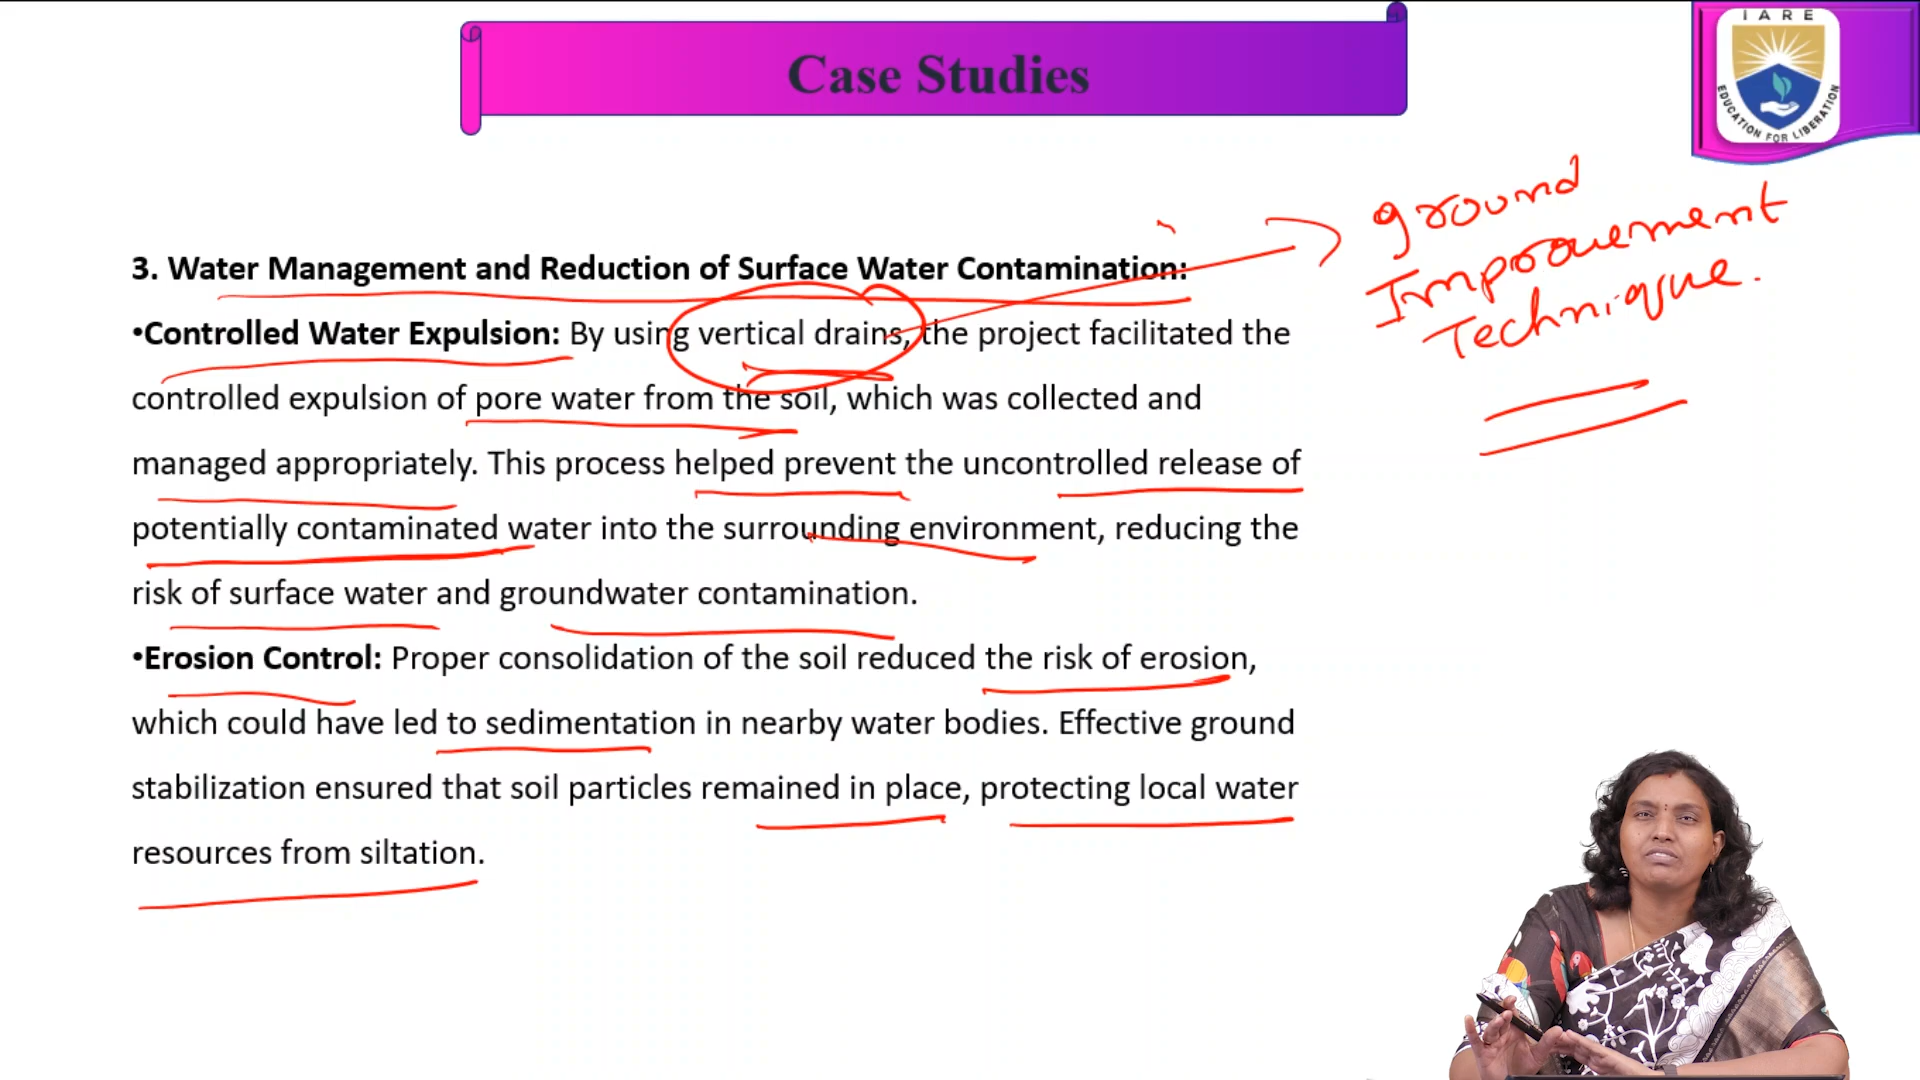 Case Studies
IARE
EDUCATION FOR LIBERATION
ground
Improvement
Technique.
3. Water Management and Reduction of Surface Water Contamination:
•Controlled Water Expulsion: By using vertical drains, the project facilitated the
controlled expulsion of pore water from the soil, which was collected and
managed appropriately. This process helped prevent the uncontrolled release of
potentially contaminated water into the surrounding environment, reducing the
risk of surface water and groundwater contamination.
•Erosion Control: Proper consolidation of the soil reduced the risk of erosion,
which could have led to sedimentation in nearby water bodies. Effective ground
stabilization ensured that soil particles remained in place, protecting local water
resources from siltation.